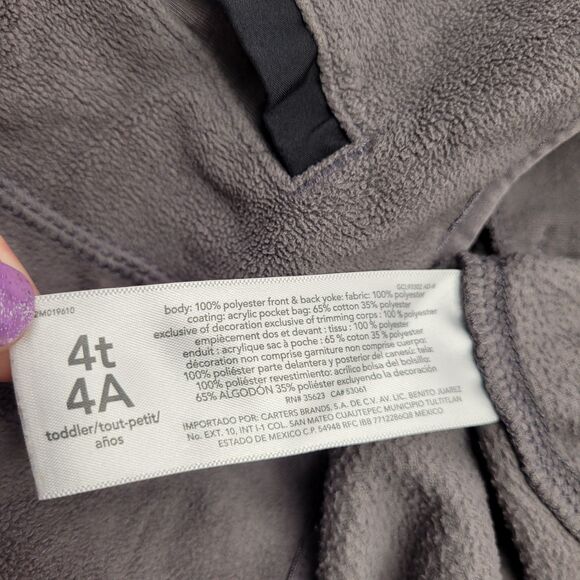 2M019610
4t
4A
toddler/tout-petit/
años
body: 100% polyester front & back yoke: fabric: 100% polyester
coating: acrylic pocket bag: 65% cotton 35% polyester
exclusive of decoration exclusive of trimming corps : 100% polyester
empiècement dos et devant : tissu : 100% polyester
enduit : acrylique sac à poche : 65 % coton 35 % polyester
décoration non comprise garniture non comprise cuerpo:
100% poliéster parte delantera y posterior del canesú: tela:
100% poliéster revestimiento: acrílico bolsa del bolsillo:
65% ALGODÓN 35% poliéster excluyendo la decoración
RN# 35623 CA# 53061
IMPORTADO POR: CARTERS BRANDS, S.A. DE C.V. AV. LIC. BENITO JUAREZ
No. EXT. 10, INT I-1 COL. SAN MATEO CUAUTEPEC MUNICIPIO TULTITLAN
ESTADO DE MEXICO C.P. 54948 RFC IBB 7712286Q8 MEXICO